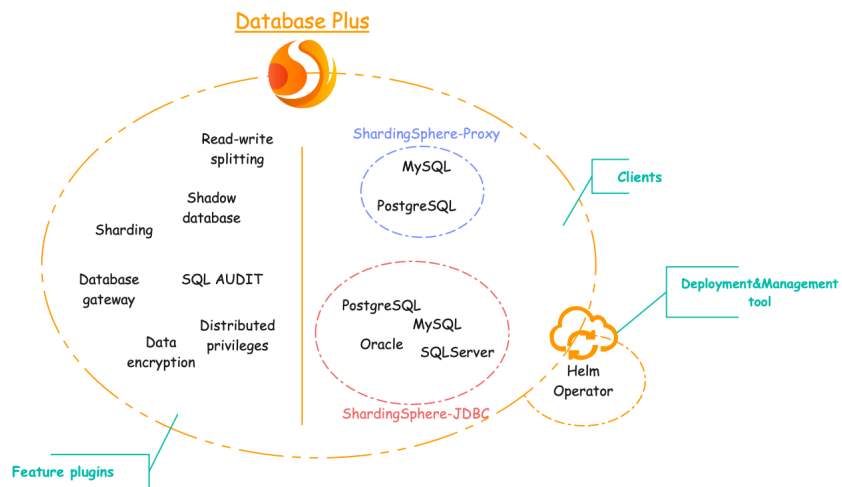 Database Plus
Read-write
splitting
Shadow
database
Sharding
Database
gateway
SQL AUDIT
Distributed
privileges
Data
encryption
Feature plugins
ShardingSphere-Proxy
MySQL
PostgreSQL
PostgreSQL
MySQL
Oracle
SQLServer
ShardingSphere-JDBC
Clients
Deployment&Management
tool
Helm
Operator